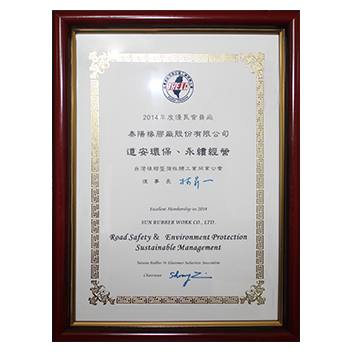 2014年度優良會員廠
泰陽橡膠廠股份有限公司
道安環保、永續經營
台灣橡膠暨彈性體工業同業公會
理事長
Excellent Membership in 2014
SUN RUBBER WORK CO., LTD.
Road Safety & Environment Protection
Sustainable Management
Taiwan Rubber & Elastomer Industries Association
Chairman